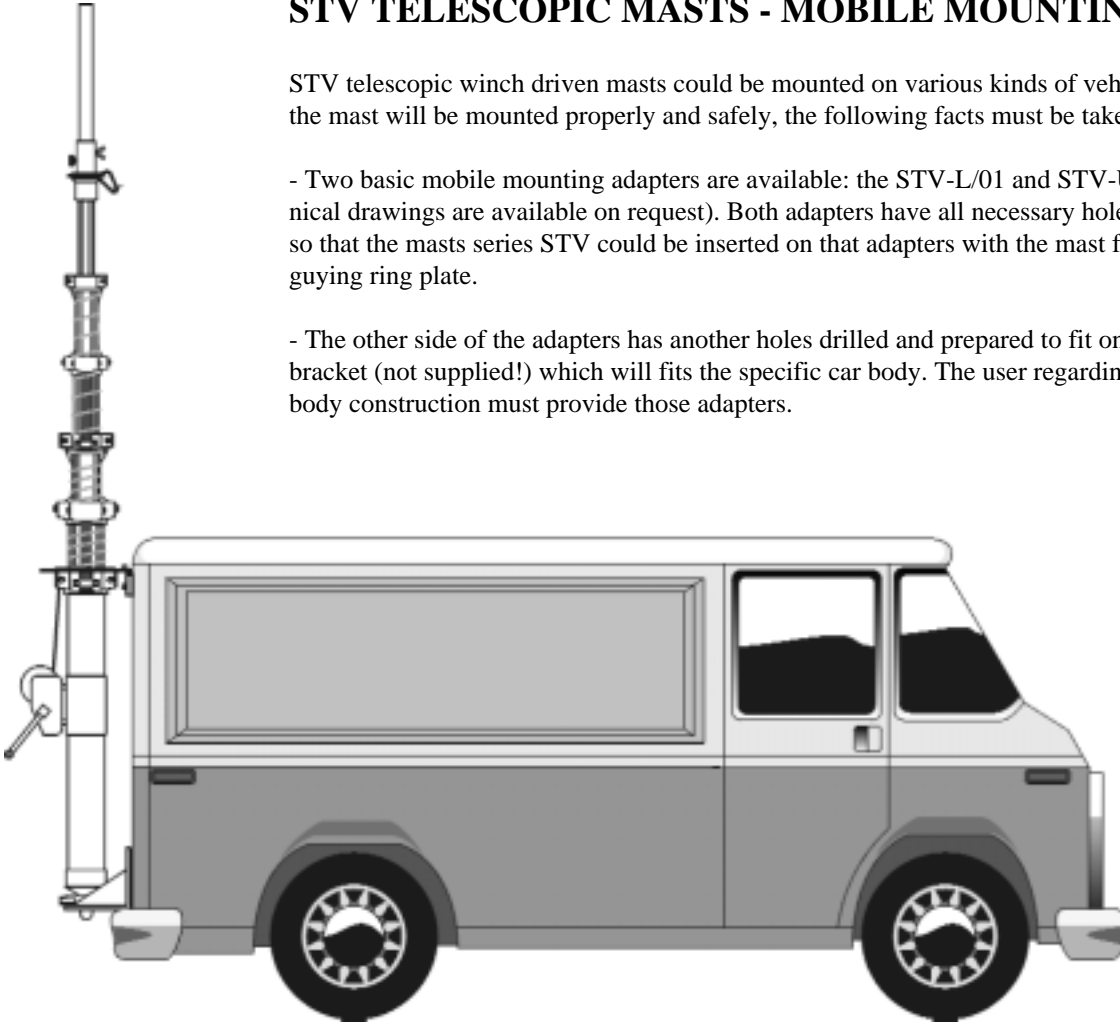 STV TELESCOPIC MASTS - MOBILE MOUNTIN
STV telescopic winch driven masts could be mounted on various kinds of veh
the mast will be mounted properly and safely, the following facts must be take
- Two basic mobile mounting adapters are available: the STV-L/01 and STV-
nical drawings are available on request). Both adapters have all necessary hole
so that the masts series STV could be inserted on that adapters with the mast f
guying ring plate.
- The other side of the adapters has another holes drilled and prepared to fit on
bracket (not supplied!) which will fits the specific car body. The user regardin
body construction must provide those adapters.